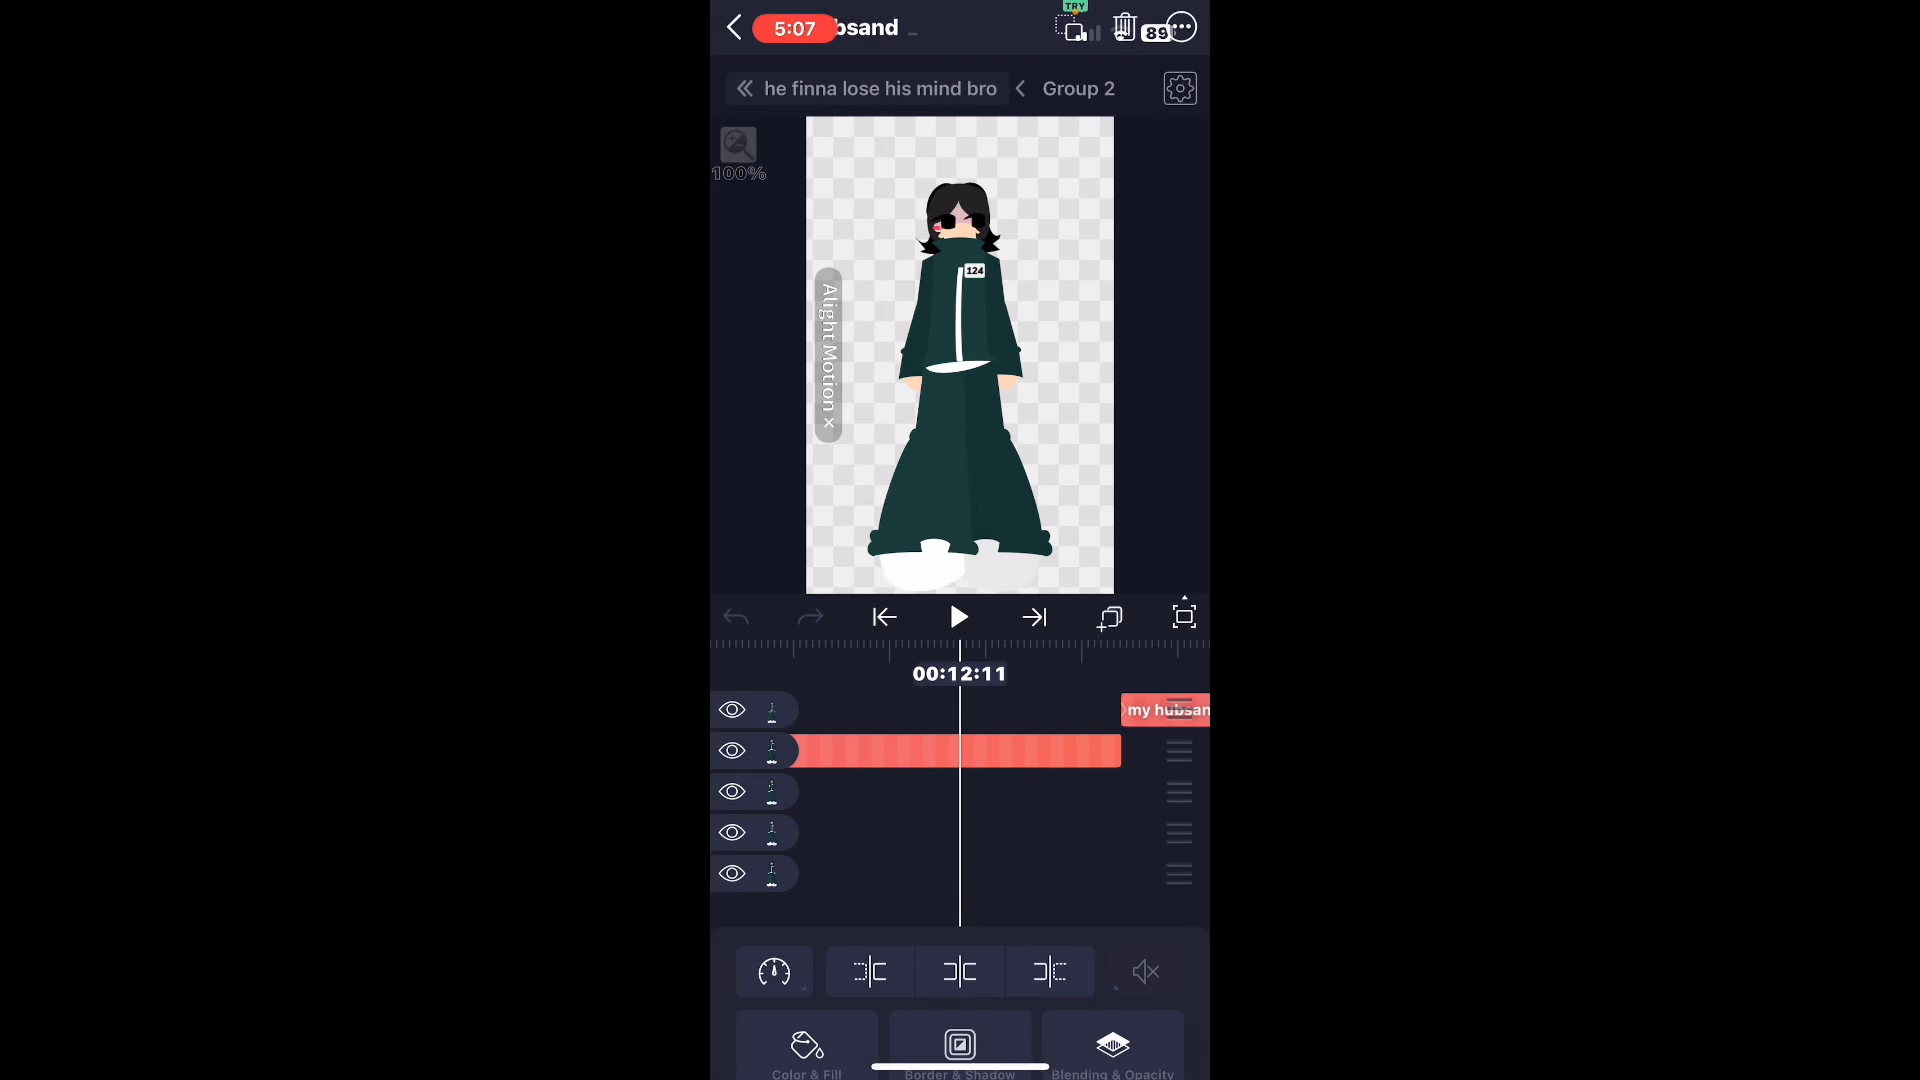 TRY
5:07 bsand
89
he finna lose his mind bro
Group 2
100%
124
Alight Motion ×
00:12:11
my hubsan
Color & Fill
Border & Shadow
Blending & Opacity